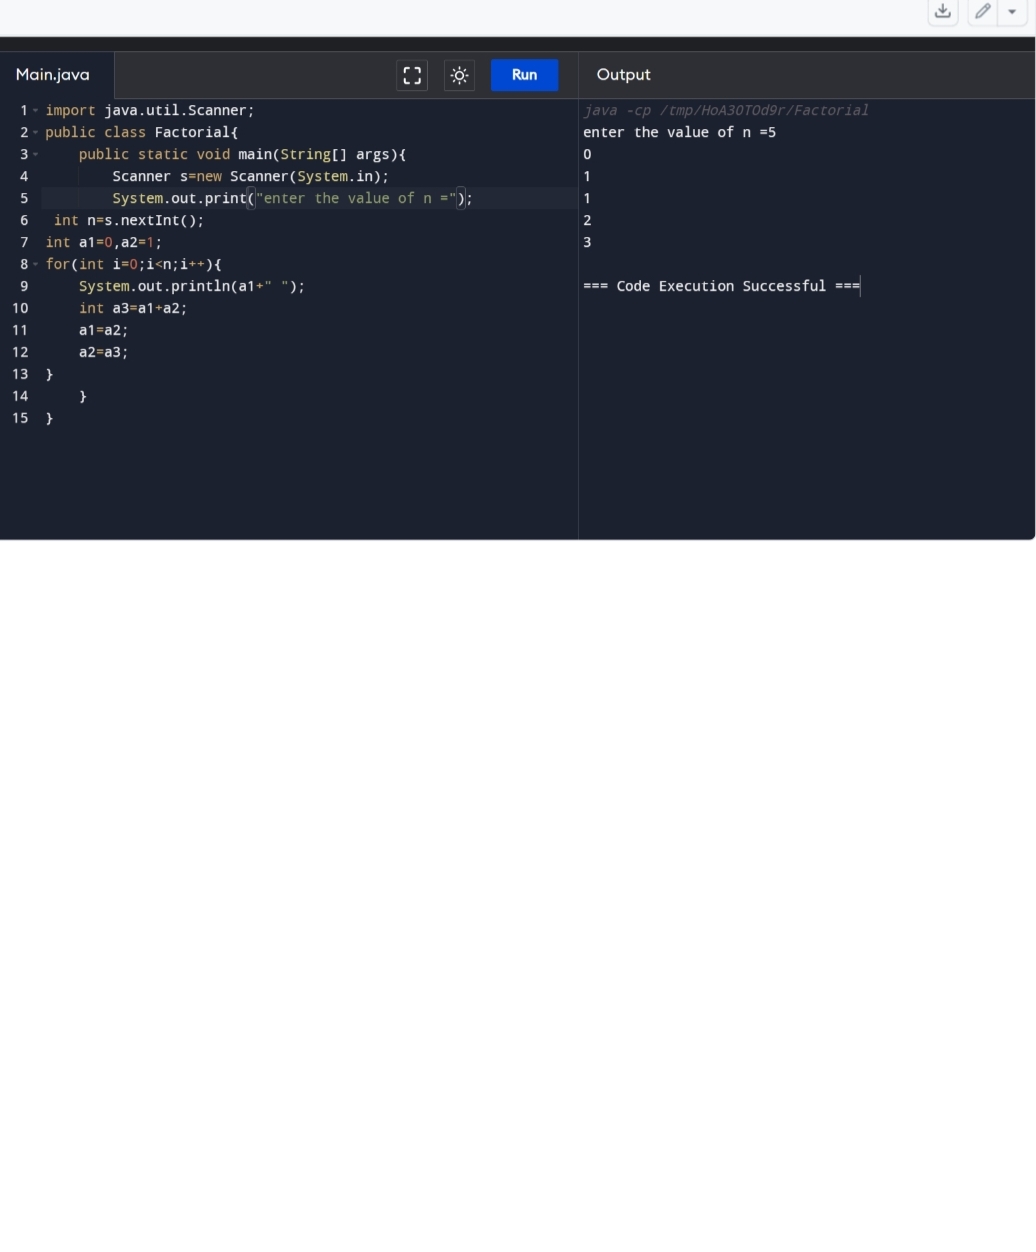 Main.java
Run
Output
1 import java.util.Scanner;
2 public class Factorial{
3     public static void main(String[] args){
4         Scanner s=new Scanner(System.in);
5         System.out.print("enter the value of n =");
6  int n=s.nextInt();
7 int a1=0,a2=1;
8 for(int i=0;i<n;i++){
9     System.out.println(a1+" ");
10     int a3=a1+a2;
11     a1=a2;
12     a2=a3;
13 }
14     }
15 }
java -cp /tmp/HoA3OTOd9r/Factorial
enter the value of n =5
0
1
1
2
3
=== Code Execution Successful ===